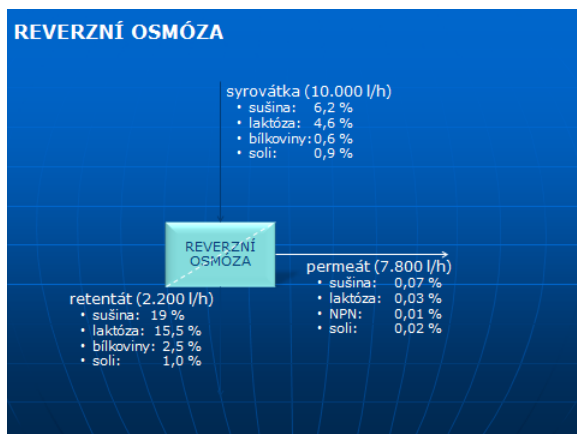 REVERZNÍ OSMÓZA
syrovátka (10.000 l/h)
• sušina: 6,2 %
• laktóza: 4,6 %
• bílkoviny: 0,6 %
• soli: 0,9 %
REVERZNÍ
OSMÓZA
permeát (7.800 l/h)
• sušina: 0,07 %
• laktóza: 0,03 %
• NPN: 0,01 %
• soli: 0,02 %
retentát (2.200 l/h)
• sušina: 19 %
• laktóza: 15,5 %
• bílkoviny: 2,5 %
• soli: 1,0 %